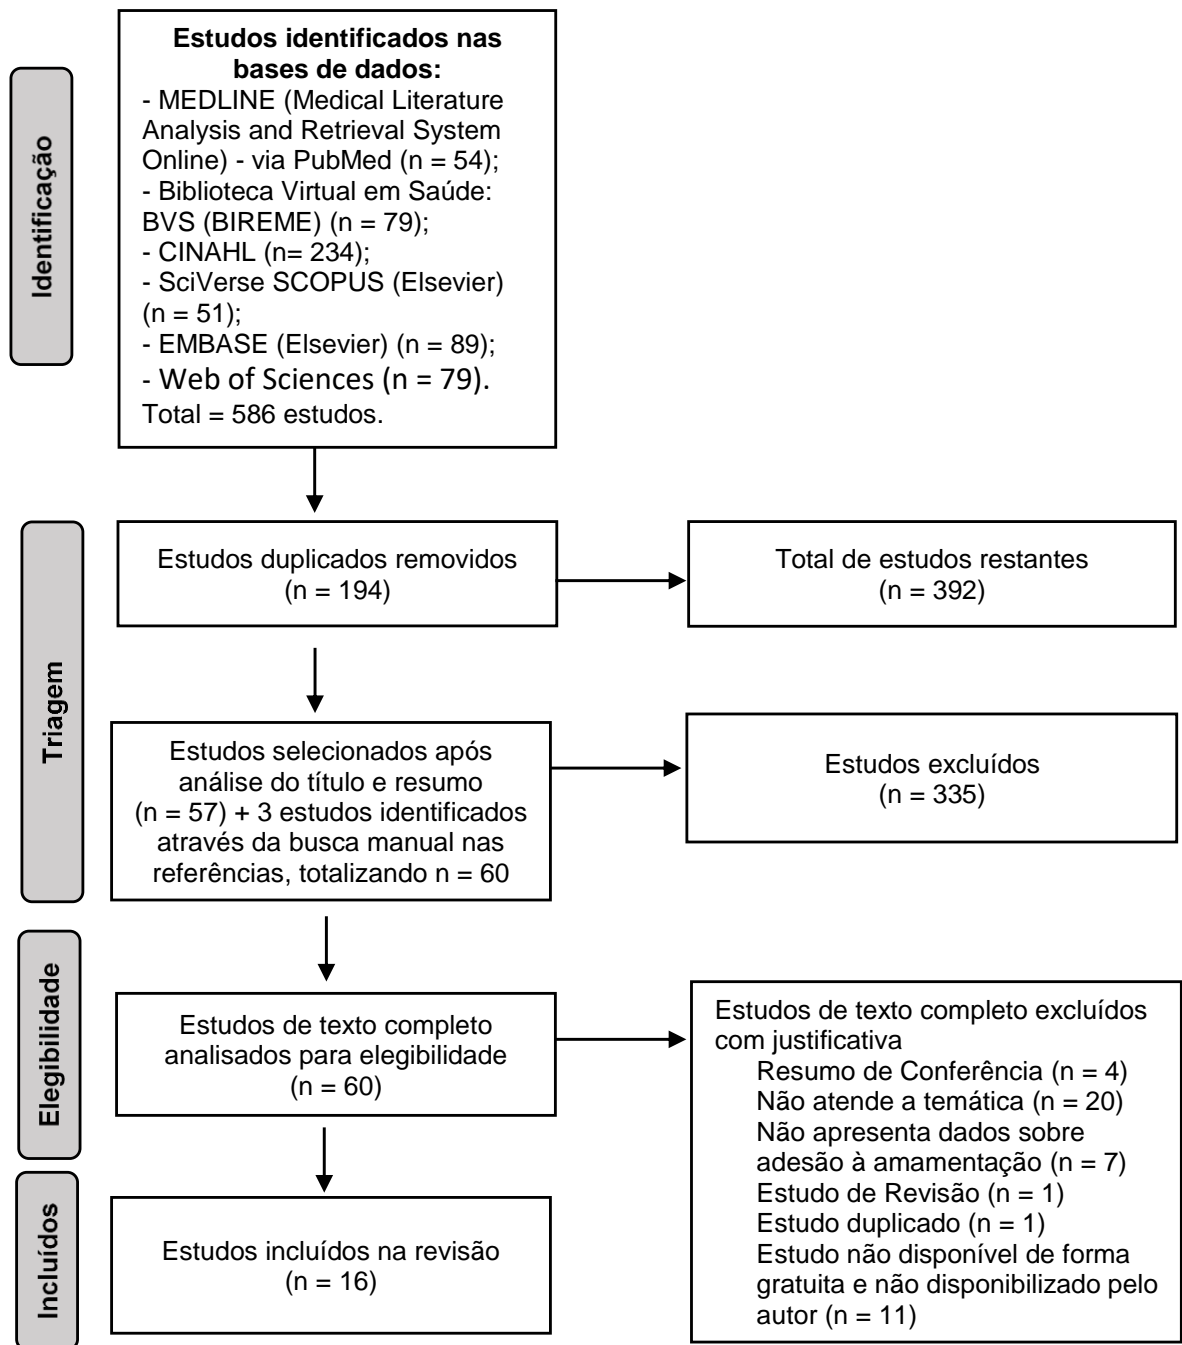 Identificação
Estudos identificados nas
bases de dados:
- MEDLINE (Medical Literature
Analysis and Retrieval System
Online) - via PubMed (n = 54);
- Biblioteca Virtual em Saúde:
BVS (BIREME) (n = 79);
- CINAHL (n= 234);
- SciVerse SCOPUS (Elsevier)
(n = 51);
- EMBASE (Elsevier) (n = 89);
- Web of Sciences (n = 79).
Total = 586 estudos.
Triagem
Estudos duplicados removidos
(n = 194)
Total de estudos restantes
(n = 392)
Estudos selecionados após
análise do título e resumo
(n = 57) + 3 estudos identificados
através da busca manual nas
referências, totalizando n = 60
Estudos excluídos
(n = 335)
Elegibilidade
Estudos de texto completo
analisados para elegibilidade
(n = 60)
Estudos de texto completo excluídos
com justificativa
Resumo de Conferência (n = 4)
Não atende a temática (n = 20)
Não apresenta dados sobre
adesão à amamentação (n = 7)
Estudo de Revisão (n = 1)
Estudo duplicado (n = 1)
Estudo não disponível de forma
gratuita e não disponibilizado pelo
autor (n = 11)
Incluídos
Estudos incluídos na revisão
(n = 16)